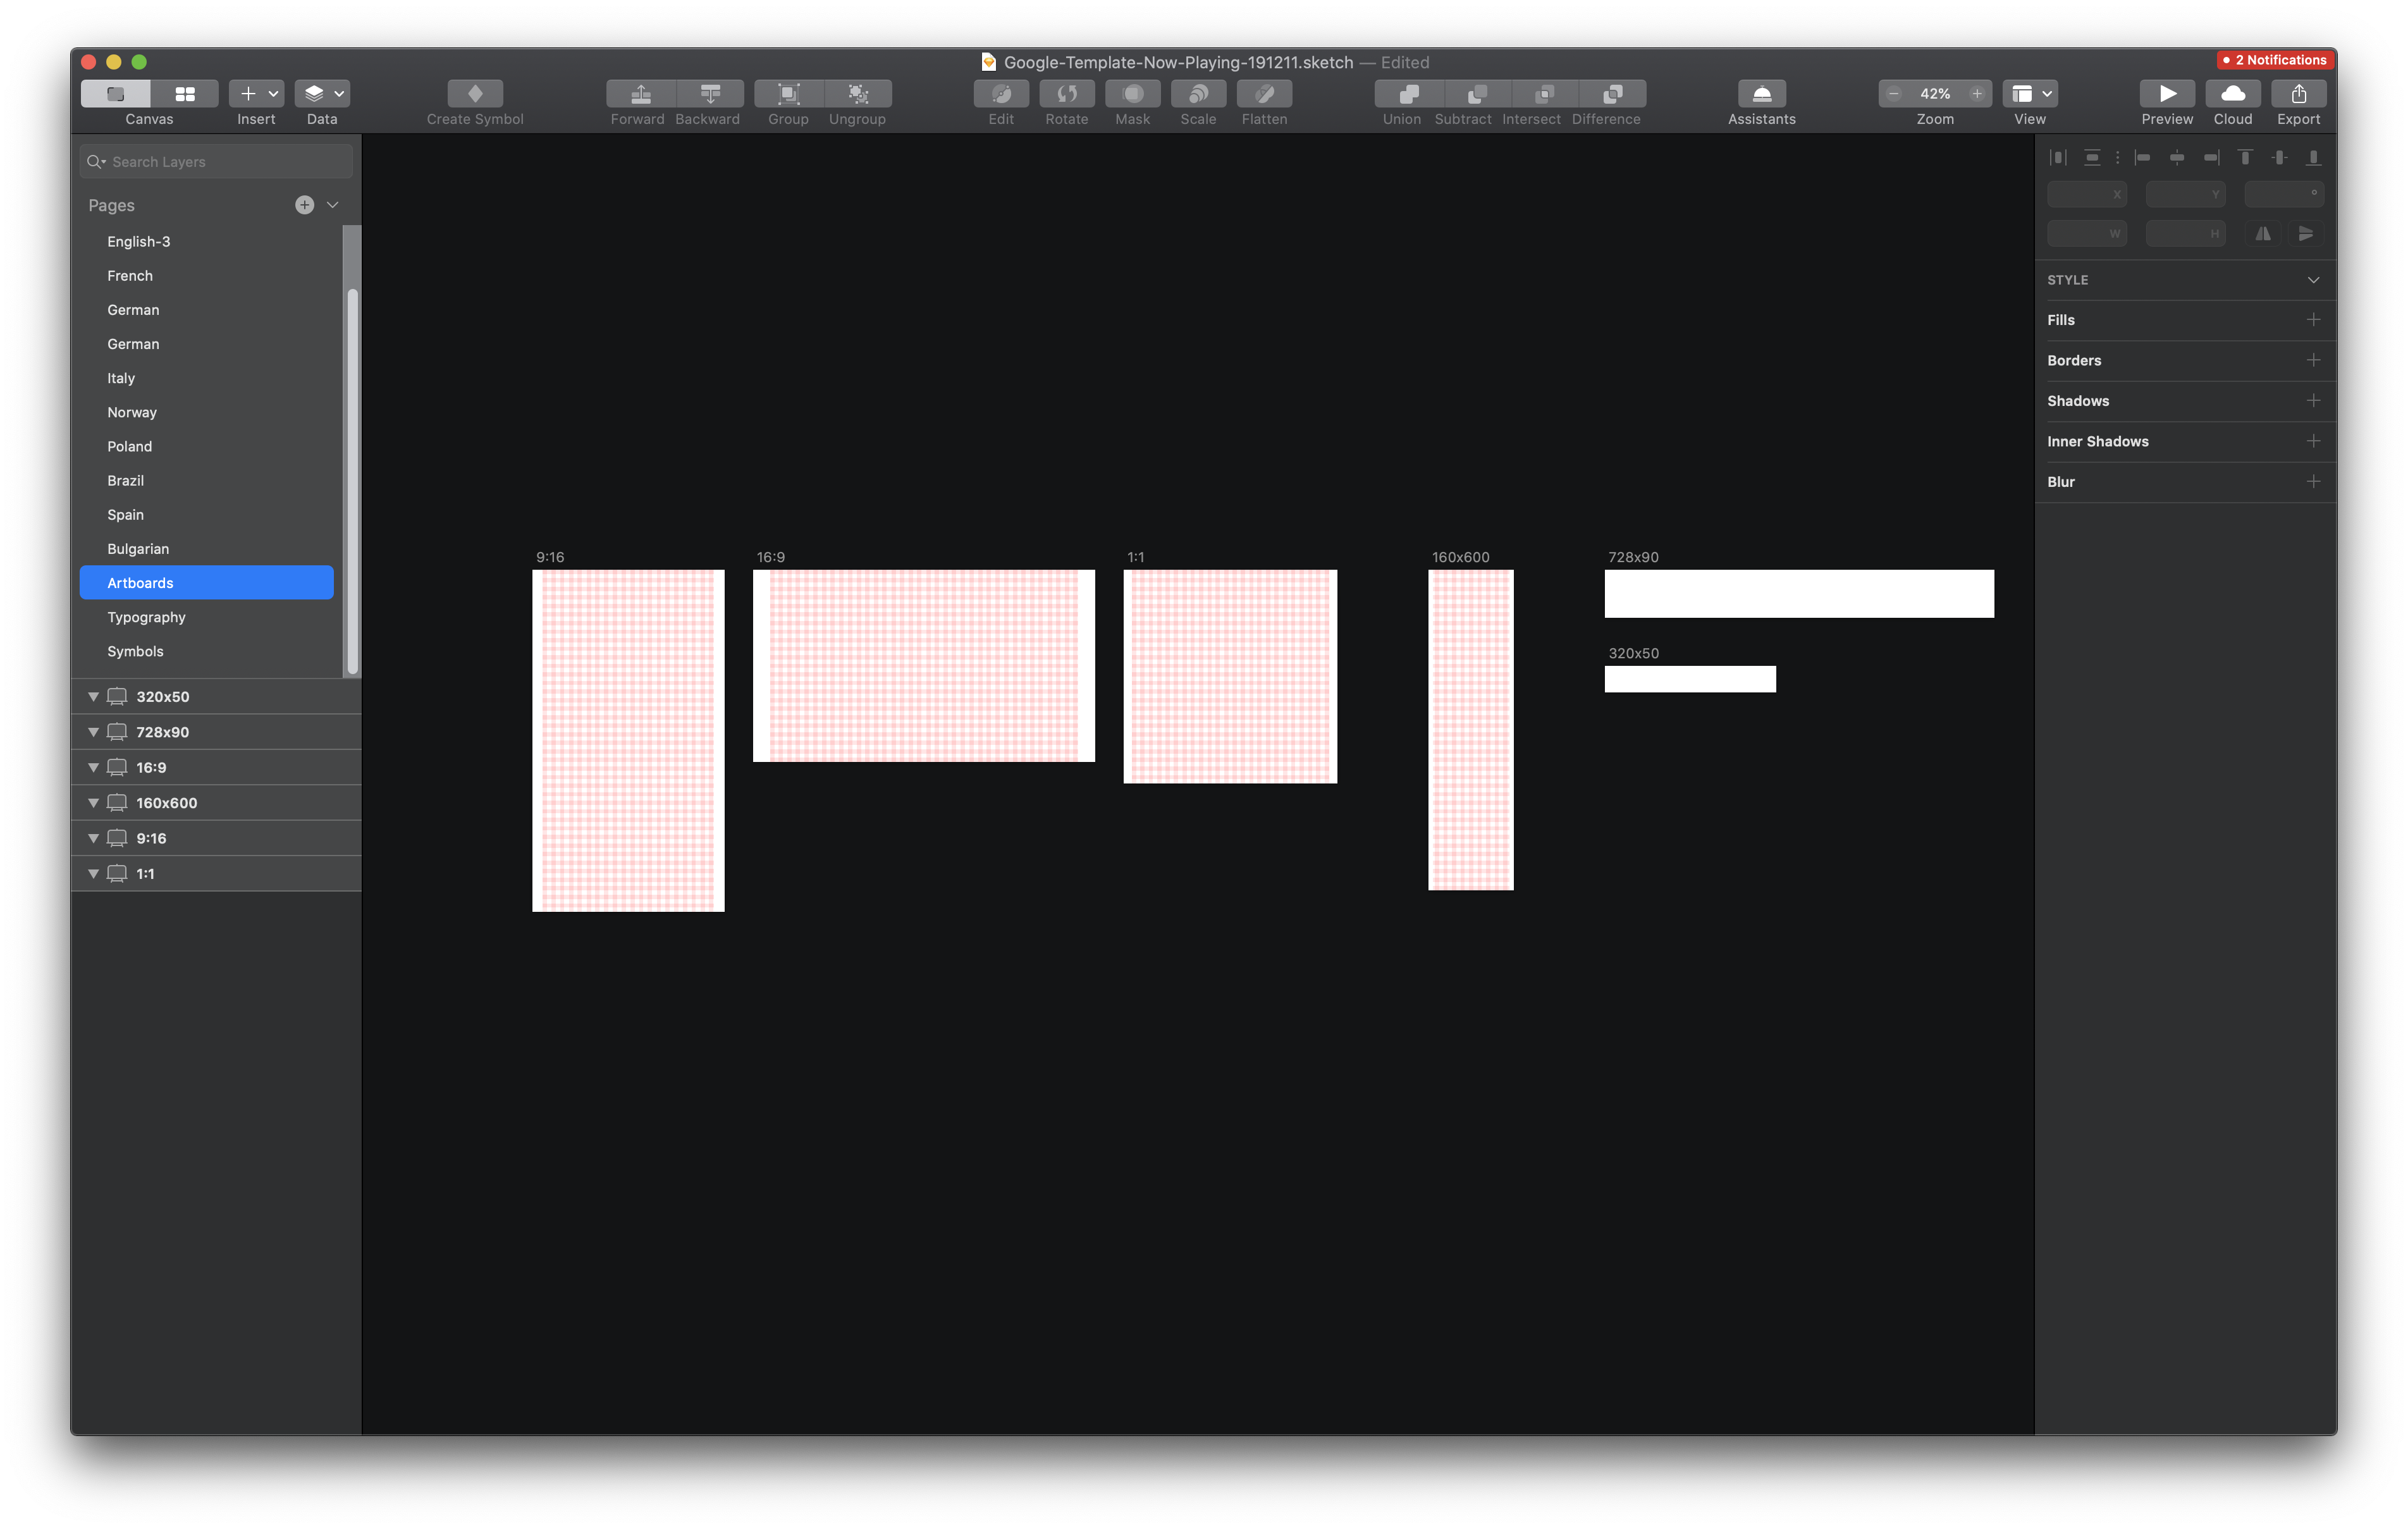 Google-Template-Now-Playing-191211.sketch — Edited
2 Notifications
42%
Canvas Insert Data Create Symbol Forward Backward Group Ungroup Edit Rotate Mask Scale Flatten Union Subtract Intersect Difference Assistants Zoom View Preview Cloud Export
Search Layers
Pages
English-3
French
German
German
Italy
Norway
Poland
Brazil
Spain
Bulgarian
Artboards
Typography
Symbols
320x50
728x90
16:9
160x600
9:16
1:1
9:16
16:9
1:1
160x600
728x90
320x50
X Y °
W H
STYLE
Fills
Borders
Shadows
Inner Shadows
Blur